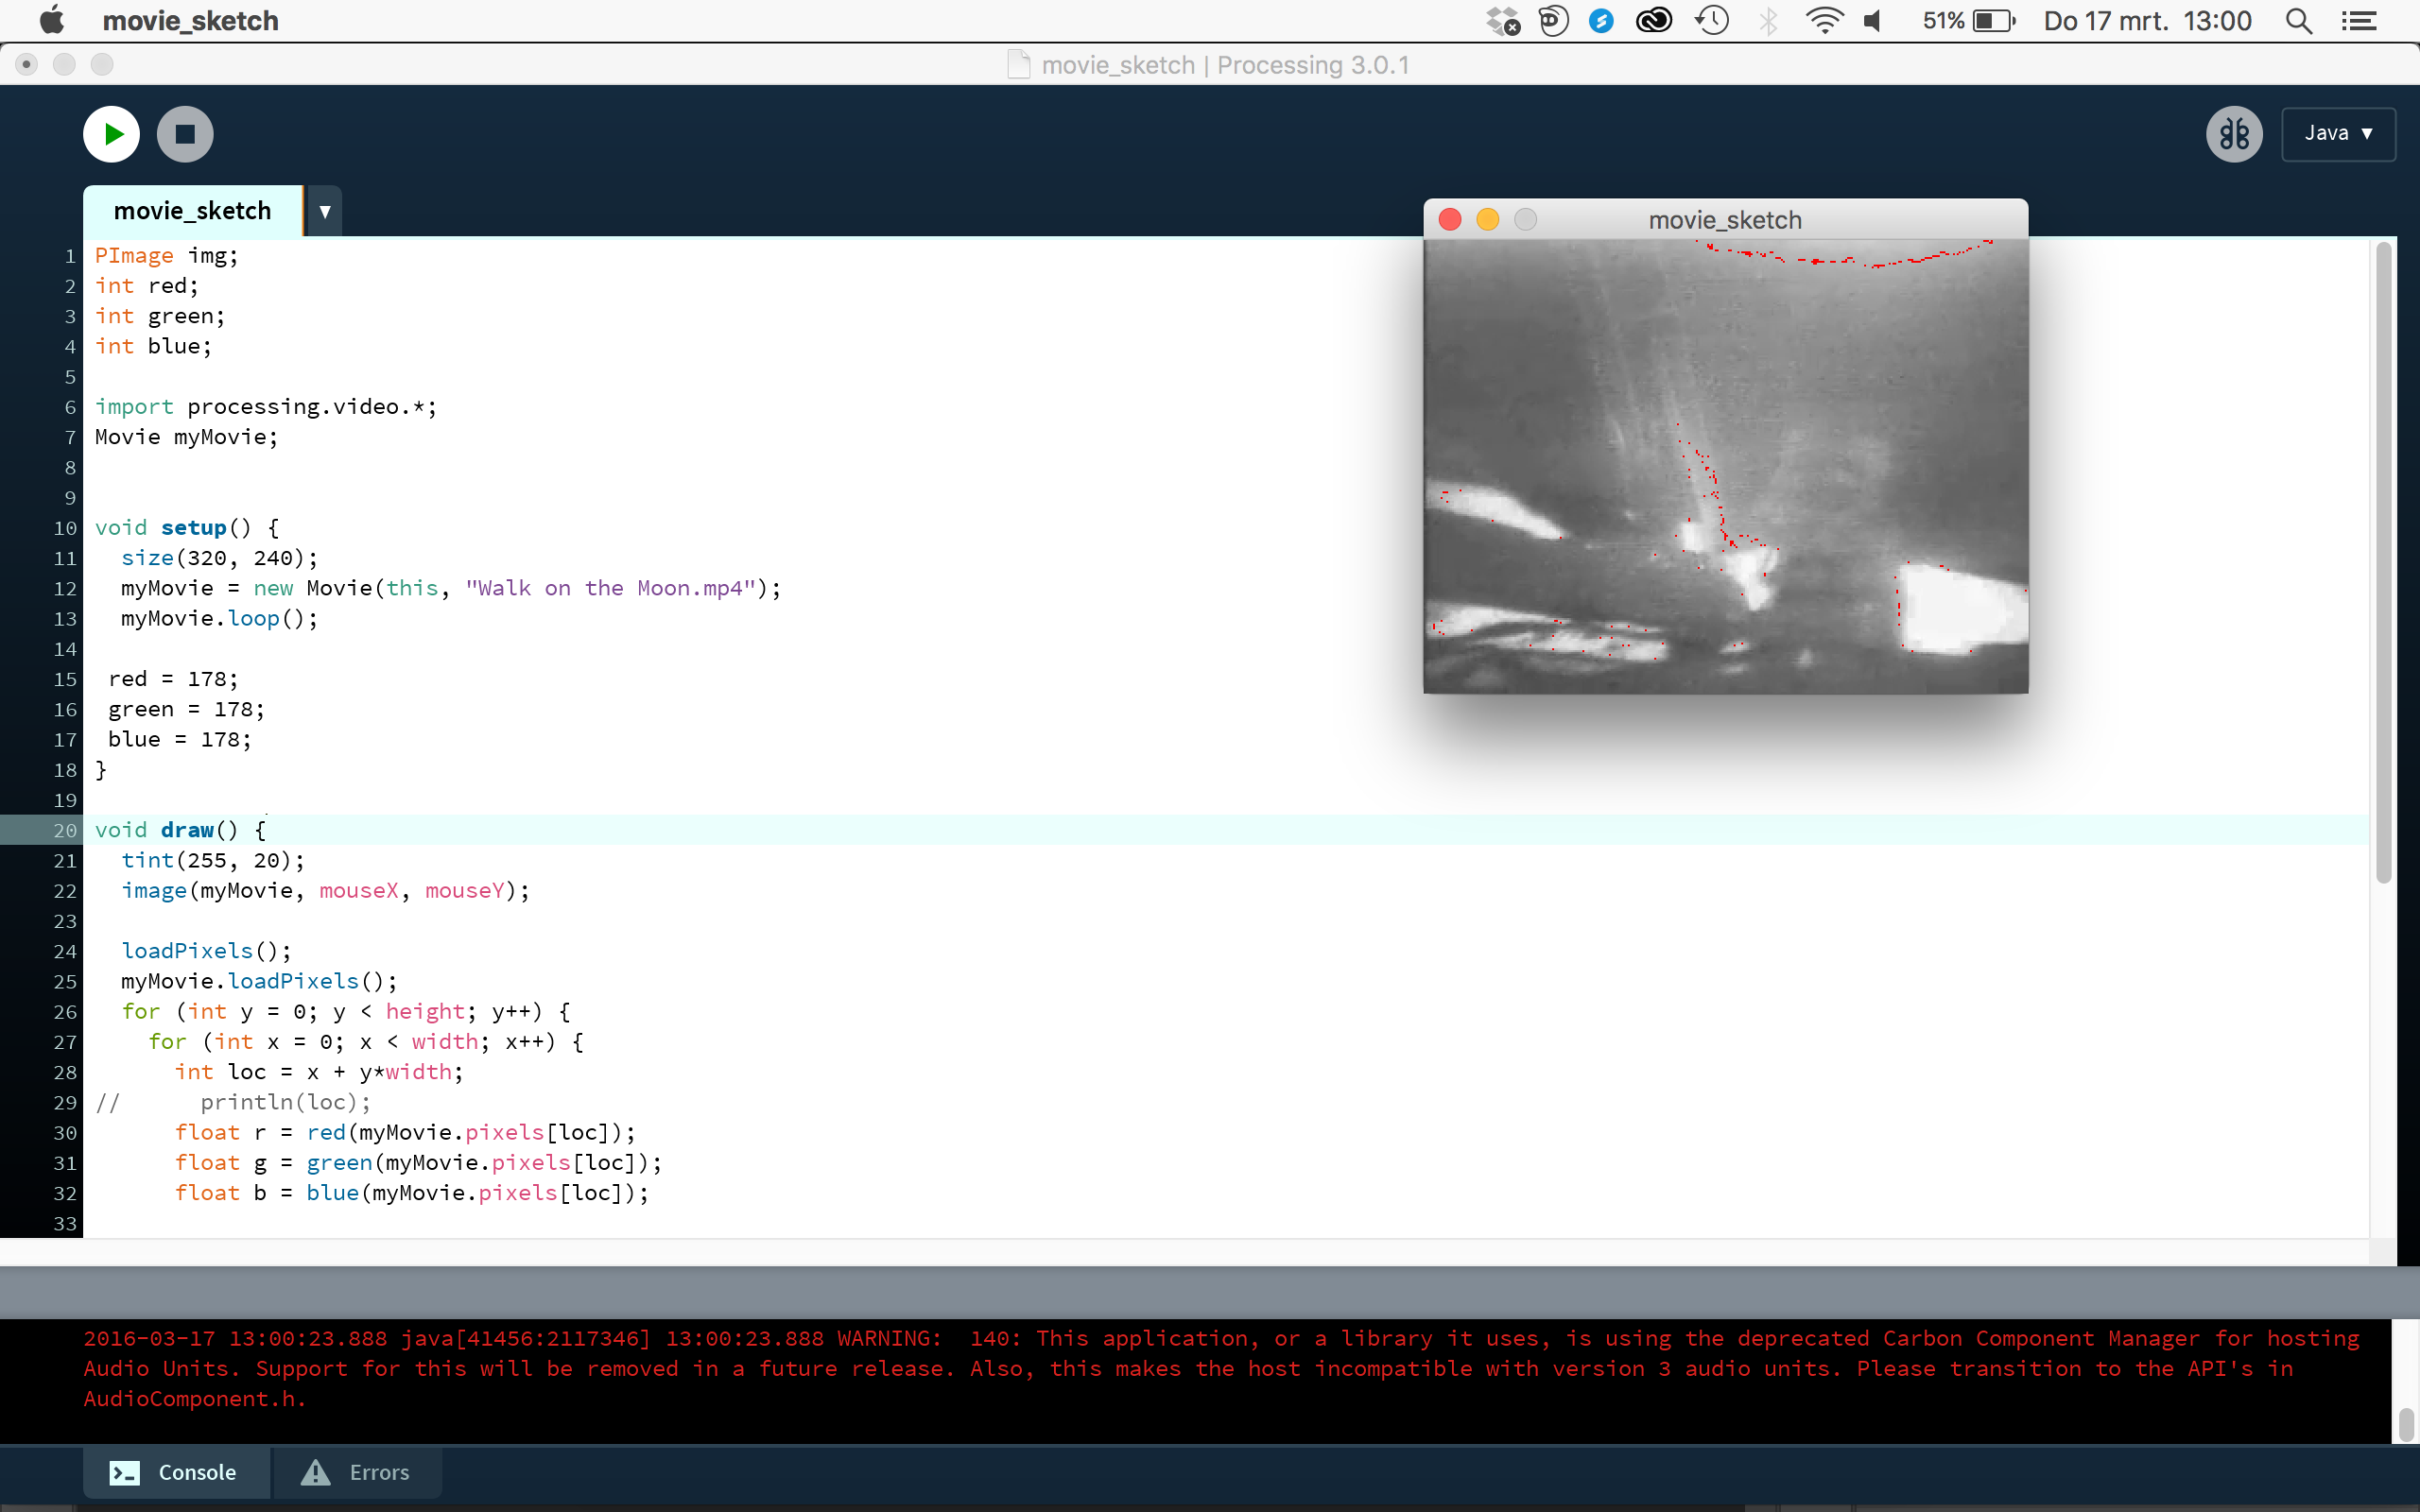 movie_sketch
51%
Do 17 mrt. 13:00
movie_sketch | Processing 3.0.1
Java ▼
movie_sketch ▼
movie_sketch
1 PImage img;
2 int red;
3 int green;
4 int blue;
5
6 import processing.video.*;
7 Movie myMovie;
8
9
10 void setup() {
11   size(320, 240);
12   myMovie = new Movie(this, "Walk on the Moon.mp4");
13   myMovie.loop();
14
15  red = 178;
16  green = 178;
17  blue = 178;
18 }
19
20 void draw() {
21   tint(255, 20);
22   image(myMovie, mouseX, mouseY);
23
24   loadPixels();
25   myMovie.loadPixels();
26   for (int y = 0; y < height; y++) {
27     for (int x = 0; x < width; x++) {
28       int loc = x + y*width;
29 //      println(loc);
30       float r = red(myMovie.pixels[loc]);
31       float g = green(myMovie.pixels[loc]);
32       float b = blue(myMovie.pixels[loc]);
33
2016-03-17 13:00:23.888 java[41456:2117346] 13:00:23.888 WARNING:  140: This application, or a library it uses, is using the deprecated Carbon Component Manager for hosting
Audio Units. Support for this will be removed in a future release. Also, this makes the host incompatible with version 3 audio units. Please transition to the API's in
AudioComponent.h.
Console
Errors